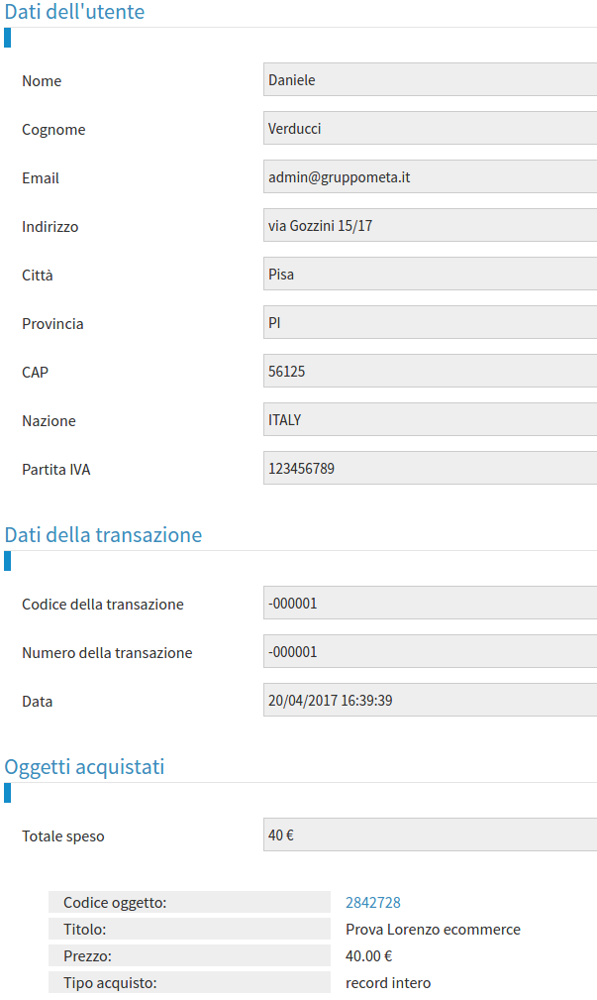 Dati dell'utente
Nome Daniele
Cognome Verducci
Email admin@gruppometa.it
Indirizzo via Gozzini 15/17
Città Pisa
Provincia PI
CAP 56125
Nazione ITALY
Partita IVA 123456789
Dati della transazione
Codice della transazione -000001
Numero della transazione -000001
Data 20/04/2017 16:39:39
Oggetti acquistati
Totale speso 40 €
Codice oggetto: 2842728
Titolo: Prova Lorenzo ecommerce
Prezzo: 40.00 €
Tipo acquisto: record intero